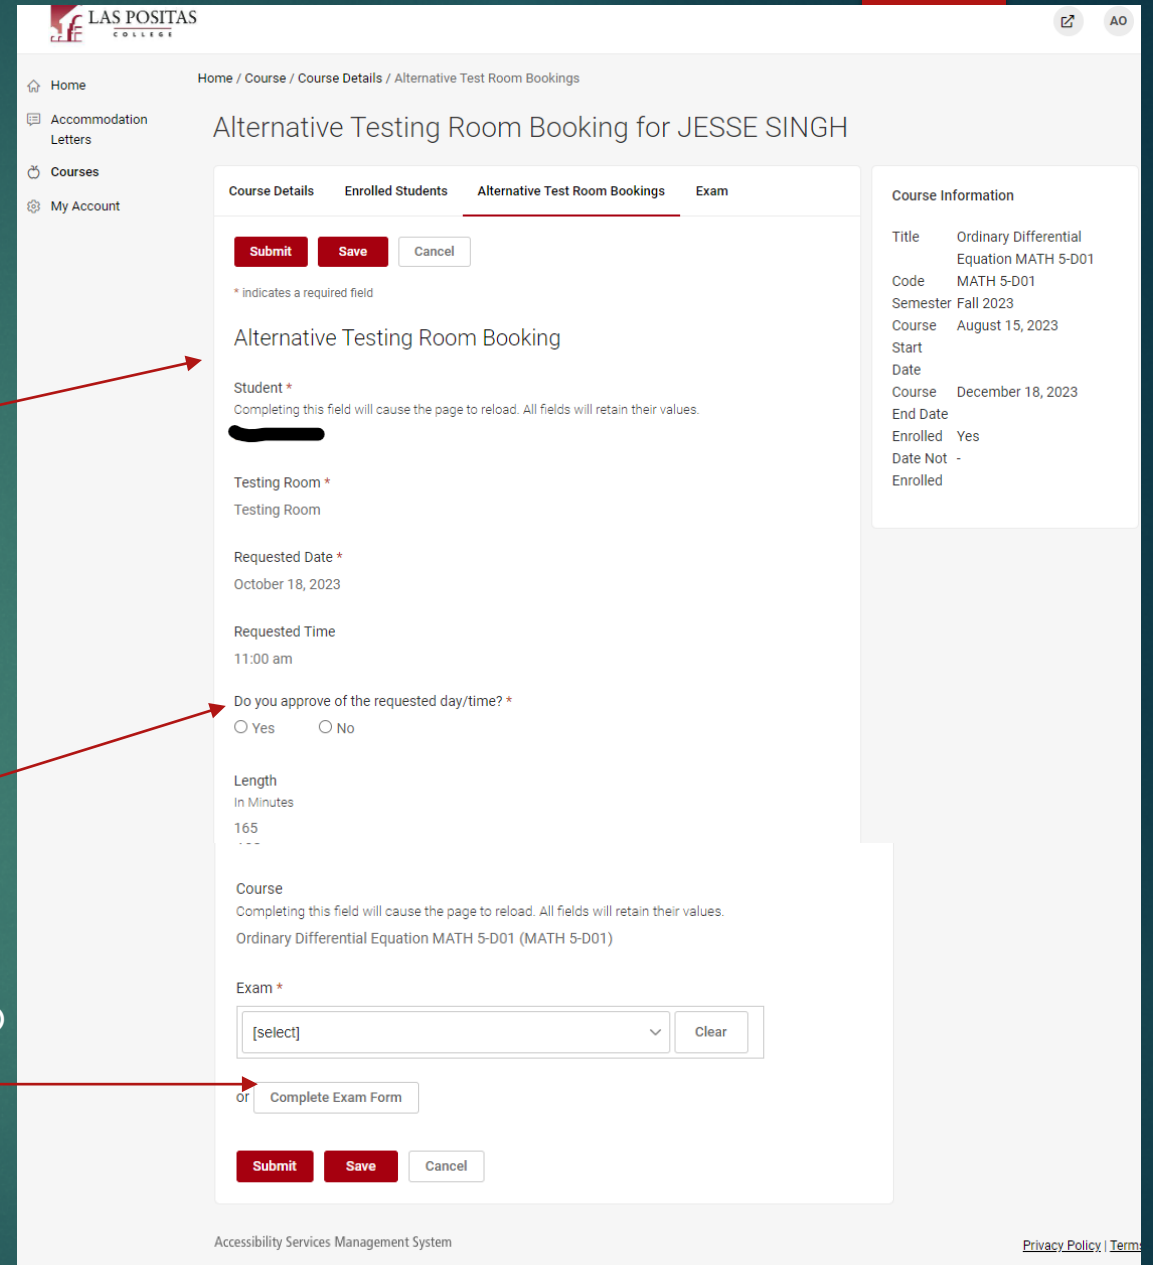 LAS POSITAS
COLLEGE
AO
Home
Accommodation
Letters
Courses
My Account
Home / Course / Course Details / Alternative Test Room Bookings
Alternative Testing Room Booking for JESSE SINGH
Course Details Enrolled Students Alternative Test Room Bookings Exam
Submit Save Cancel
* indicates a required field
Alternative Testing Room Booking
Student *
Completing this field will cause the page to reload. All fields will retain their values.
Testing Room *
Testing Room
Requested Date *
October 18, 2023
Requested Time
11:00 am
Do you approve of the requested day/time? *
Yes No
Length
In Minutes
165
Course
Completing this field will cause the page to reload. All fields will retain their values.
Ordinary Differential Equation MATH 5-D01 (MATH 5-D01)
Exam *
[select] Clear
or Complete Exam Form
Submit Save Cancel
Course Information
Title Ordinary Differential
Equation MATH 5-D01
Code MATH 5-D01
Semester Fall 2023
Course August 15, 2023
Start
Date
Course December 18, 2023
End Date
Enrolled Yes
Date Not -
Enrolled
Accessibility Services Management System
Privacy Policy | Terms